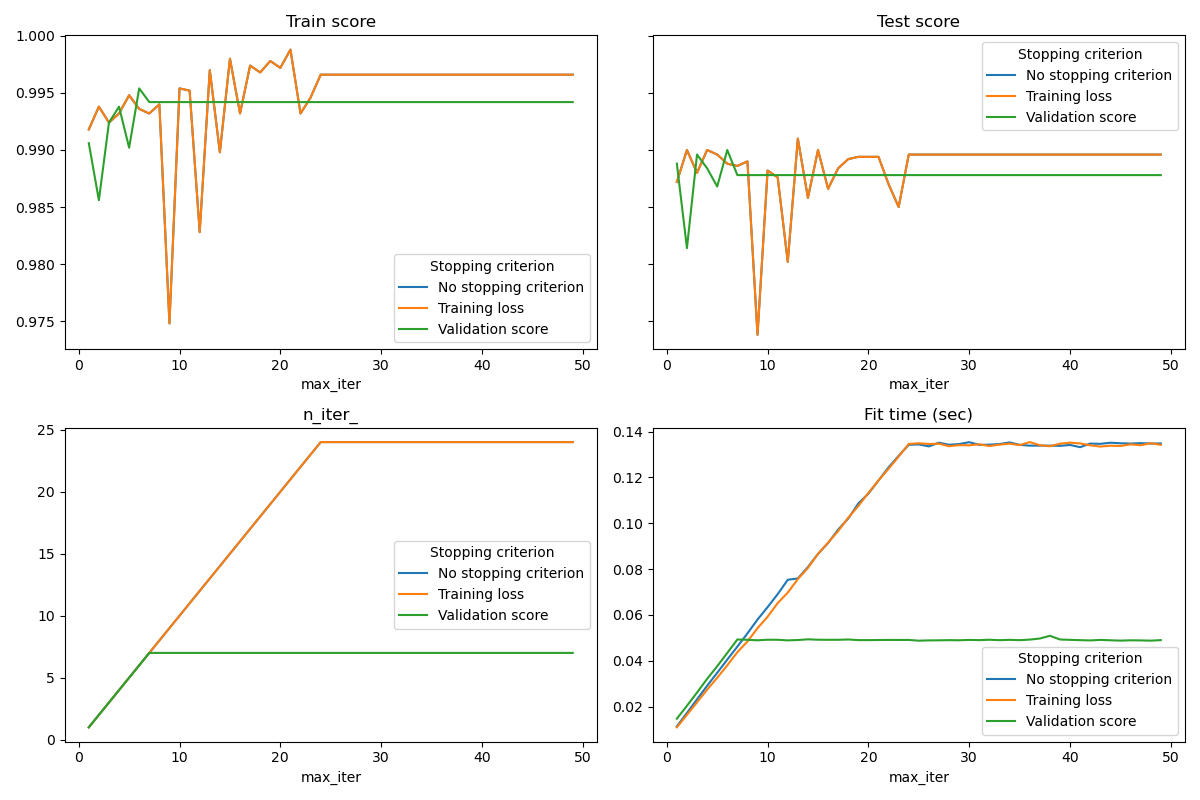 Train score
1.000
0.995
0.990
0.985
0.980
0.975
Stopping criterion
No stopping criterion
Training loss
Validation score
0 10 20 30 40 50
max_iter
Test score
Stopping criterion
No stopping criterion
Training loss
Validation score
0 10 20 30 40 50
max_iter
n_iter_
25
20
15
10
5
0
Stopping criterion
No stopping criterion
Training loss
Validation score
0 10 20 30 40 50
max_iter
Fit time (sec)
0.14
0.12
0.10
0.08
0.06
0.04
0.02
Stopping criterion
No stopping criterion
Training loss
Validation score
0 10 20 30 40 50
max_iter